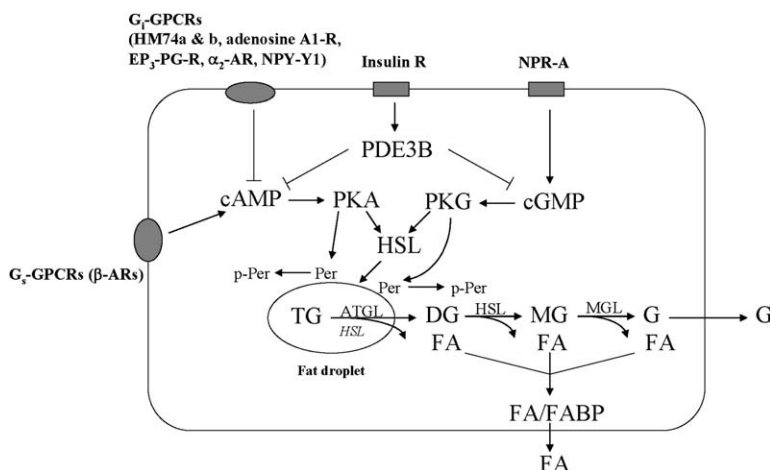 Gi-GPCRs
(HM74a & b, adenosine A1-R,
EP3-PG-R, α2-AR, NPY-Y1)
Insulin R
NPR-A
PDE3B
cAMP
PKA
PKG
cGMP
HSL
Gs-GPCRs (β-ARs)
p-Per
Per
Per
p-Per
TG
ATGL
HSL
DG
HSL
MG
MGL
G
G
FA
FA
FA
Fat droplet
FA/FABP
FA